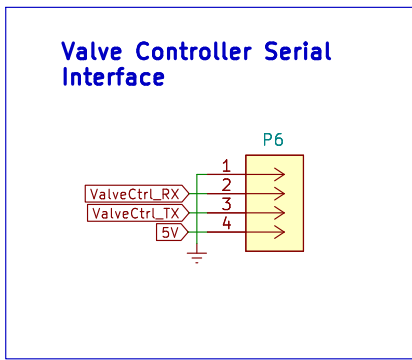 Valve Controller Serial
Interface
P6
1
ValveCtrl_RX 2
ValveCtrl_TX 3
5V 4